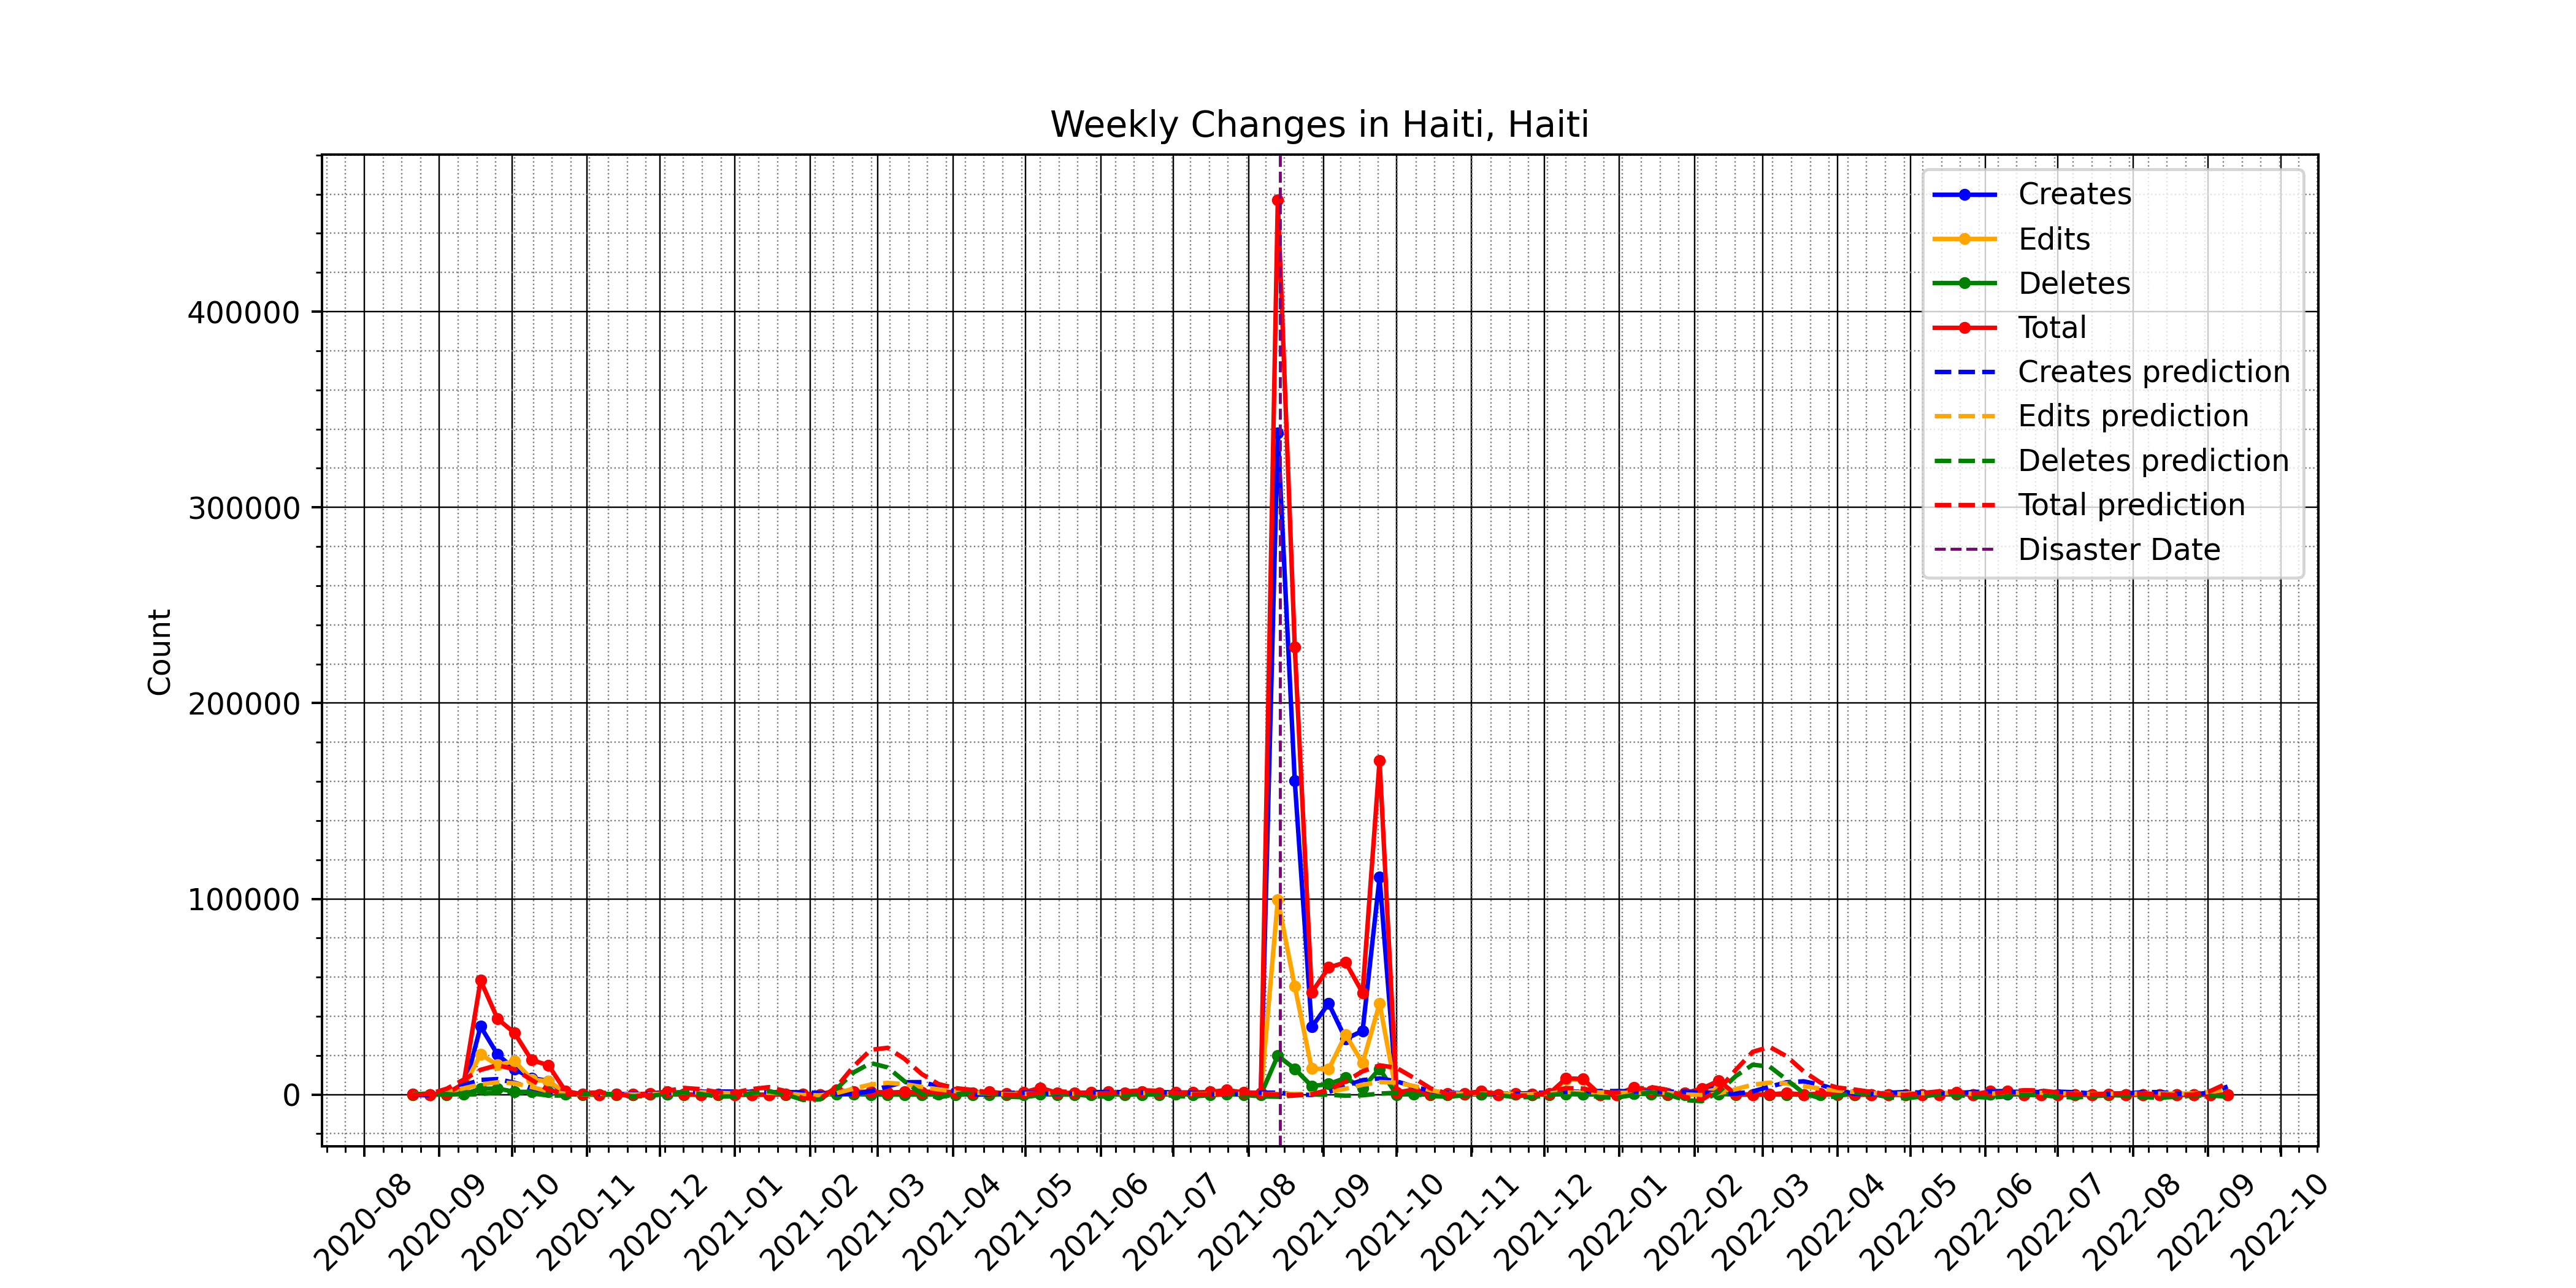 Weekly Changes in Haiti, Haiti
Creates
Edits
Deletes
Total
Creates prediction
Edits prediction
Deletes prediction
Total prediction
Disaster Date
Count
400000
300000
200000
100000
0
2020-08
2020-09
2020-10
2020-11
2020-12
2021-01
2021-02
2021-03
2021-04
2021-05
2021-06
2021-07
2021-08
2021-09
2021-10
2021-11
2021-12
2022-01
2022-02
2022-03
2022-04
2022-05
2022-06
2022-07
2022-08
2022-09
2022-10